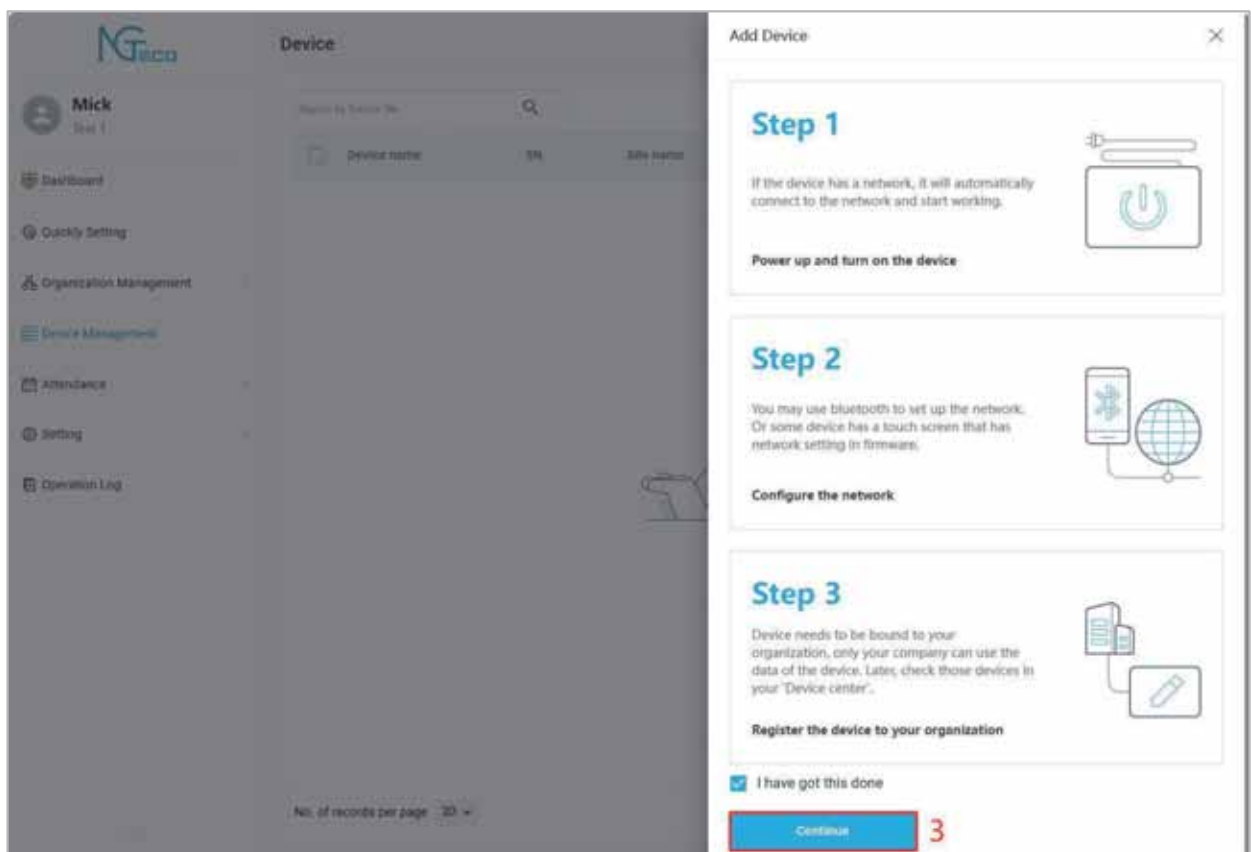 NGTeco
Device
Add Device
Mick
Test 1
Device name
SN
Site name
Dashboard
Quickly Setting
Organization Management
Device Management
Attendance
Setting
Operation Log
No. of records per page 20
Step 1
If the device has a network, it will automatically
connect to the network and start working.
Power up and turn on the device
Step 2
You may use bluetooth to set up the network.
Or some device has a touch screen that has
network setting in firmware.
Configure the network
Step 3
Device needs to be bound to your
organization, only your company can use the
data of the device. Later, check those devices in
your 'Device center'.
Register the device to your organization
I have got this done
Continue
3